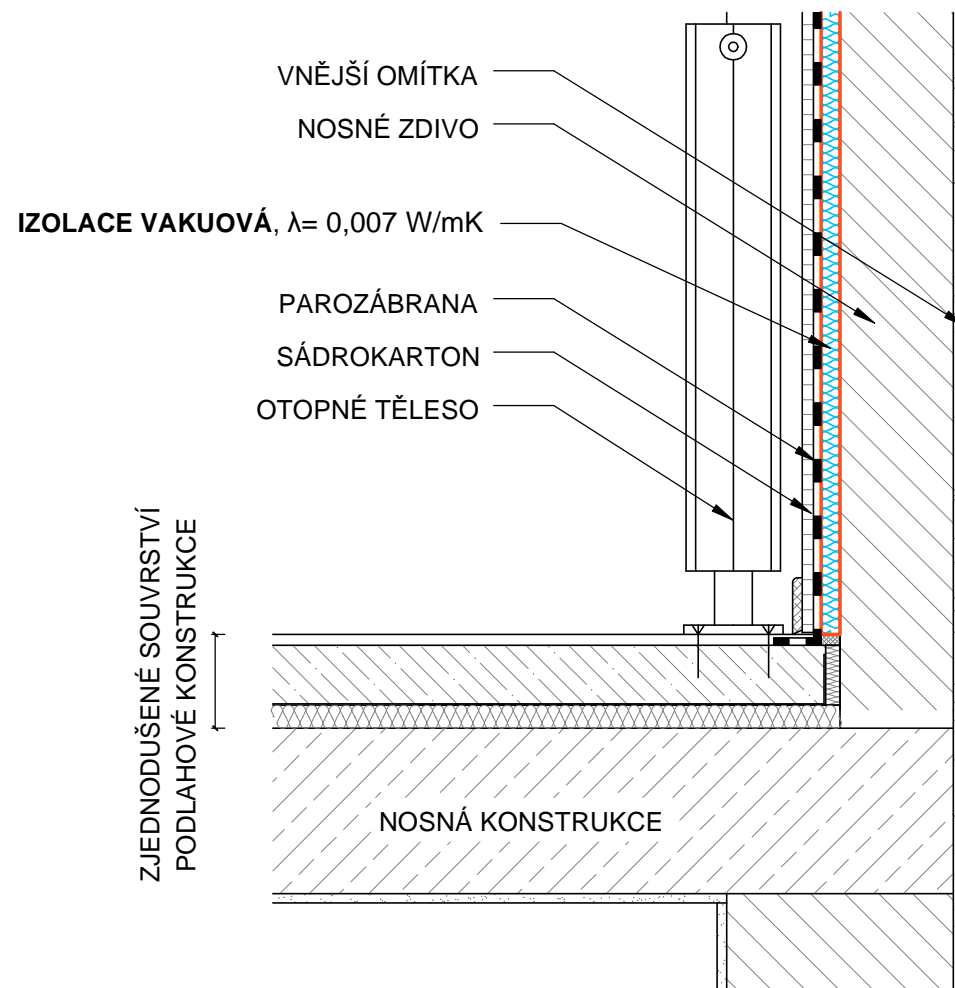 VNĚJŠÍ OMÍTKA
NOSNÉ ZDIVO
IZOLACE VAKUOVÁ, λ= 0,007 W/mK
PAROZÁBRANA
SÁDROKARTON
OTOPNÉ TĚLESO
ZJEDNODUŠENÉ SOUVRSTVÍ
PODLAHOVÉ KONSTRUKCE
NOSNÁ KONSTRUKCE